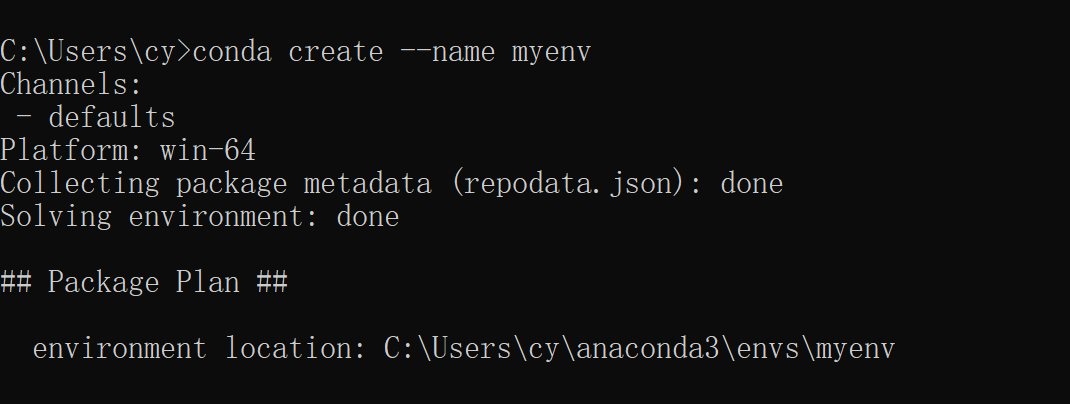 C:\Users\cy>conda create --name myenv
Channels:
 - defaults
Platform: win-64
Collecting package metadata (repodata.json): done
Solving environment: done
## Package Plan ##
  environment location: C:\Users\cy\anaconda3\envs\myenv